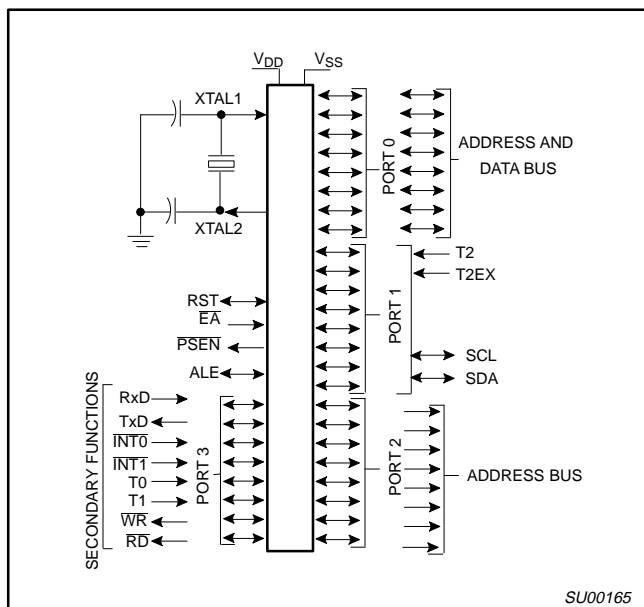 VDD VSS
XTAL1
XTAL2
PORT 0
ADDRESS AND
DATA BUS
PORT 1
T2
T2EX
SCL
SDA
RST
EA
PSEN
ALE
SECONDARY FUNCTIONS
RxD
TxD
INT0
INT1
T0
T1
WR
RD
PORT 3
PORT 2
ADDRESS BUS
SU00165